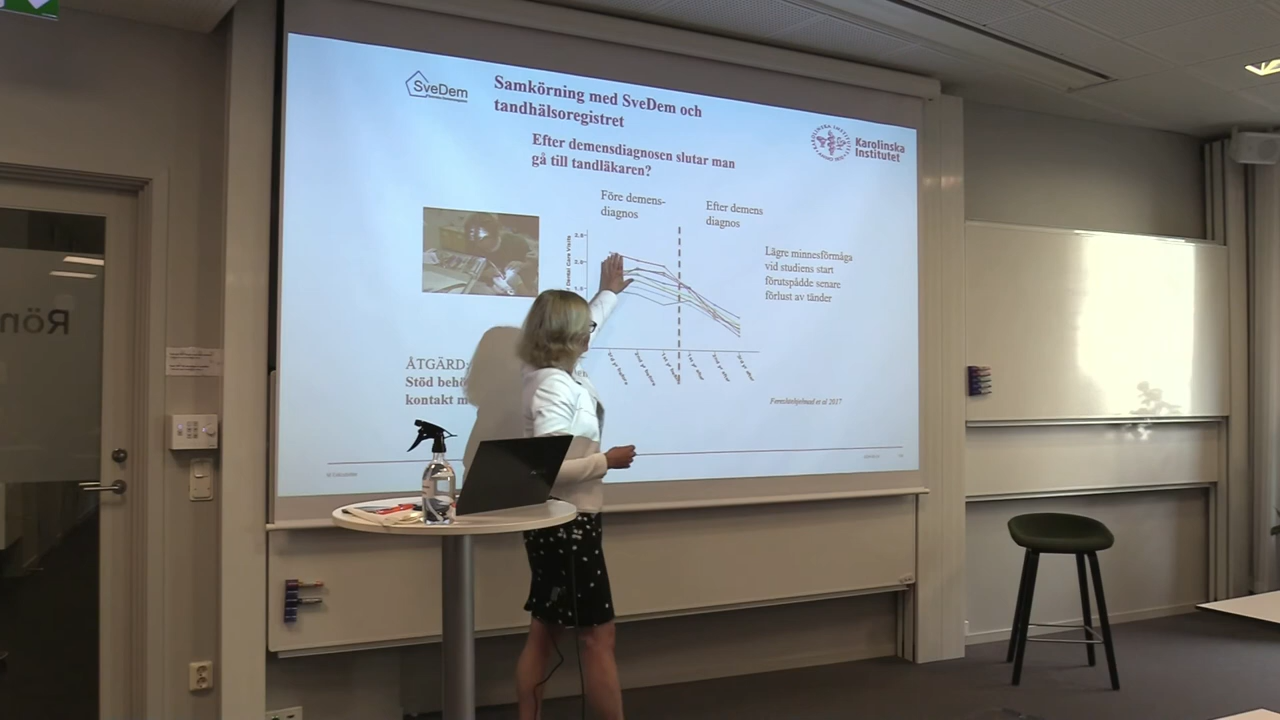 SveDem
Samkörning med SveDem och
tandhälsoregistret
Karolinska
Institutet
Efter demensdiagnosen slutar man
gå till tandläkaren?
Före demens-
diagnos
Efter demens
diagnos
Dental Care Visits
Lägre minnesförmåga
vid studiens start
förutspådde senare
förlust av tänder
ÅTGÄRD:
Stöd behö
kontakt m
et al 2017
Rön